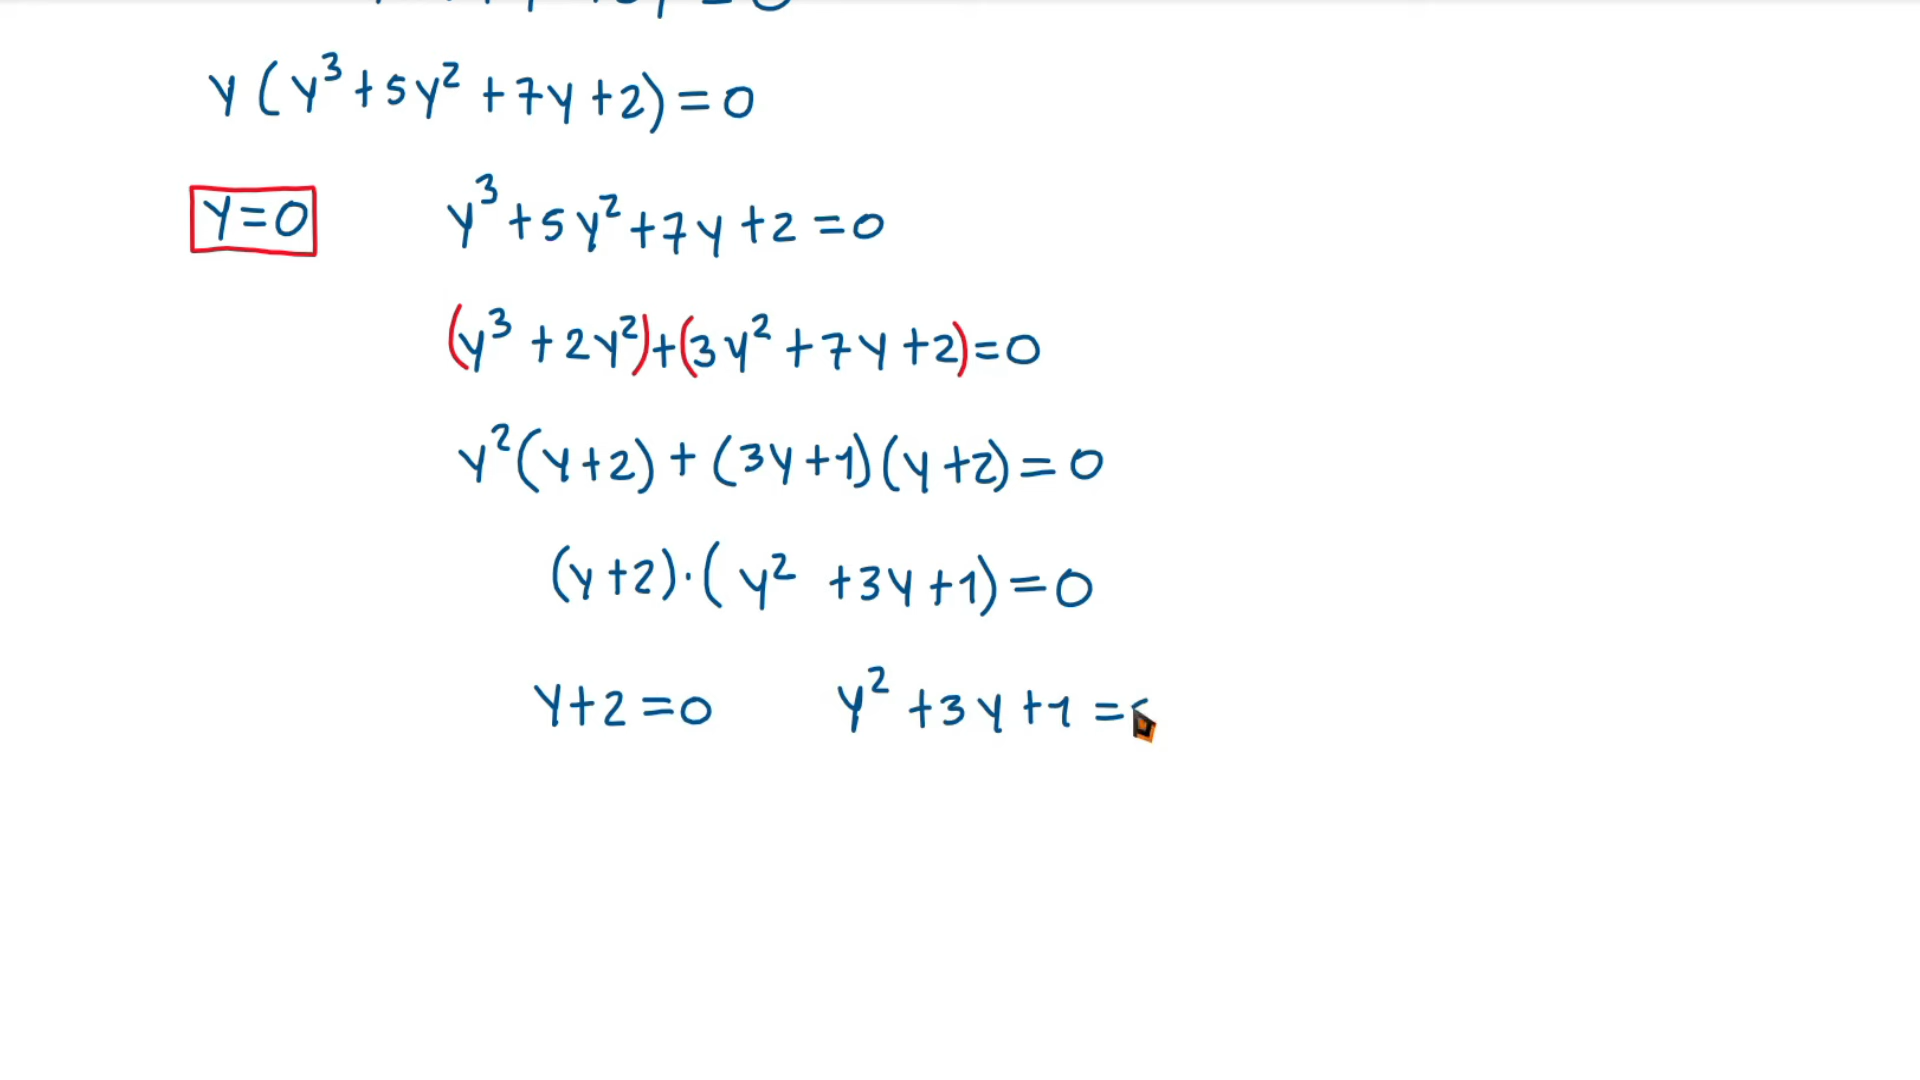 y(y³+5y²+7y+2)=0
y=0 y³+5y²+7y+2=0
(y³+2y²)+(3y²+7y+2)=0
y²(y+2)+(3y+1)(y+2)=0
(y+2)·(y²+3y+1)=0
y+2=0 y²+3y+1=